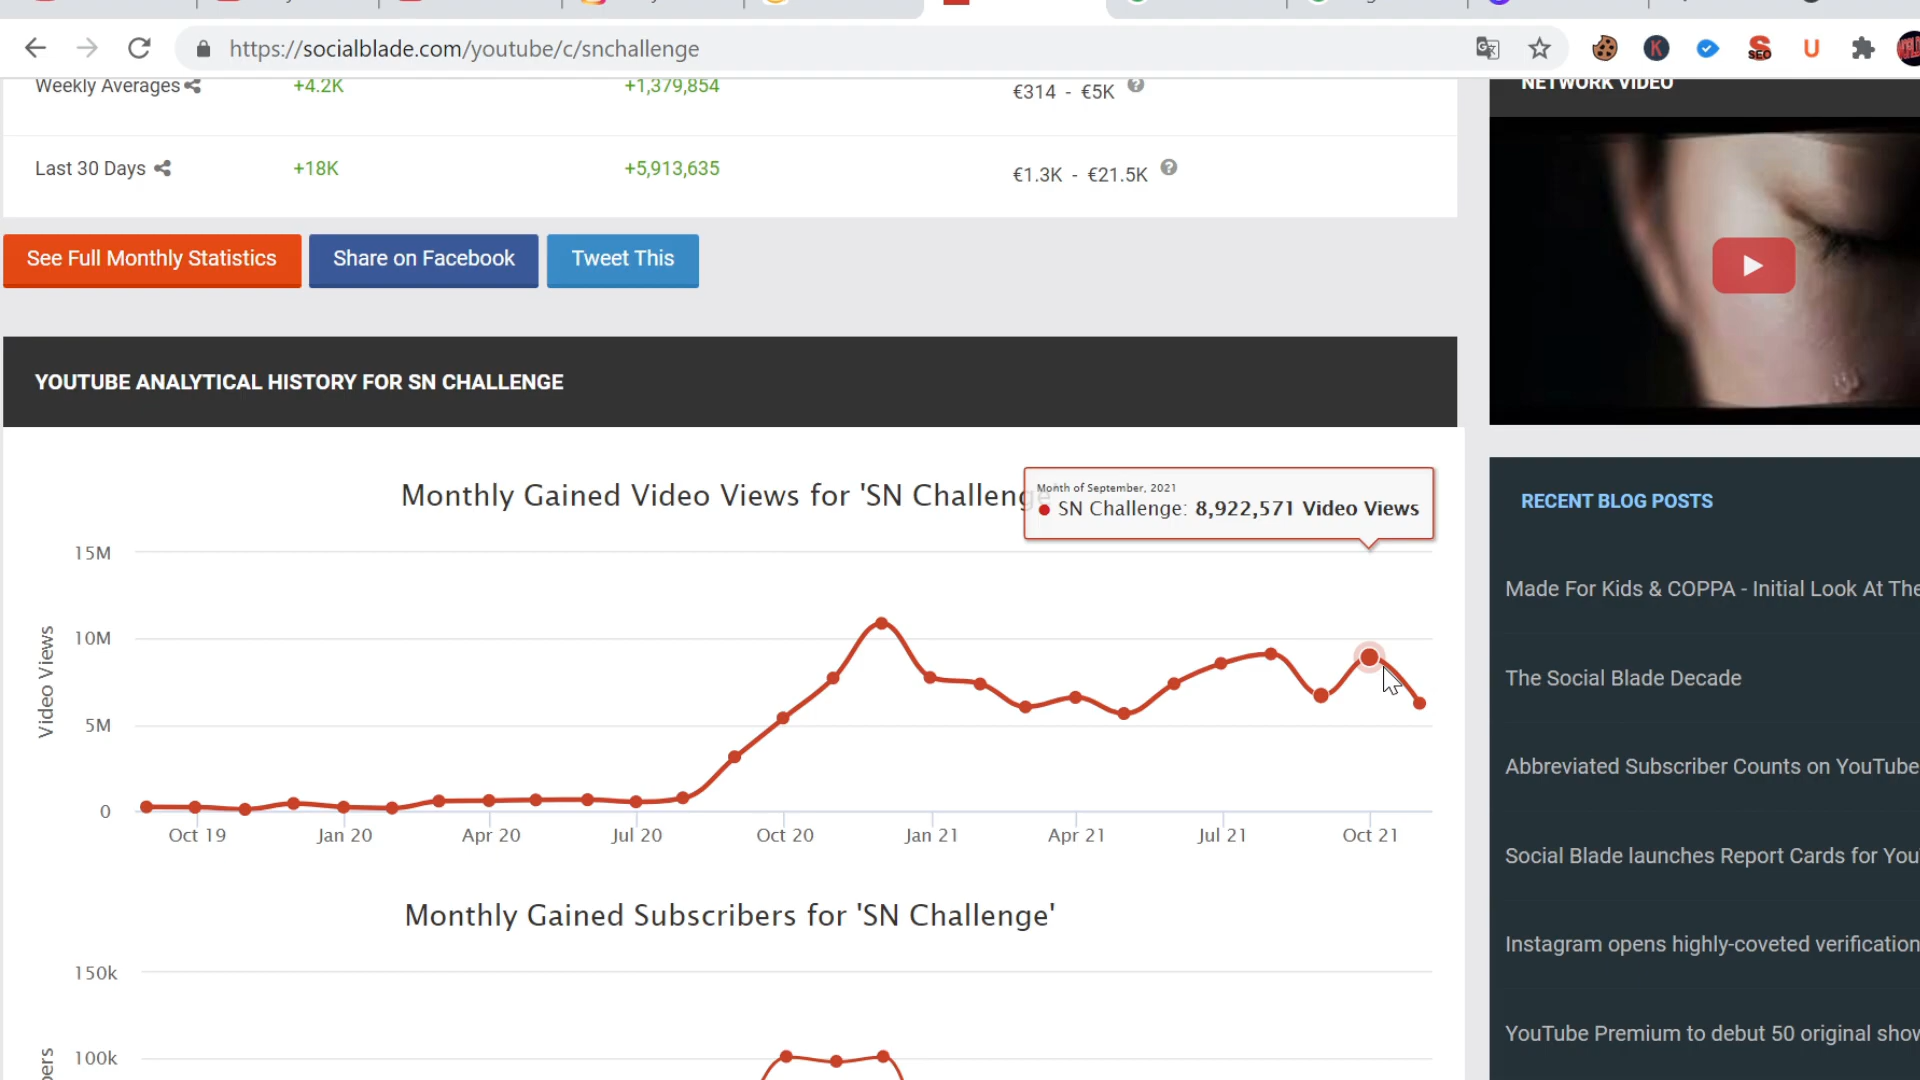 https://socialblade.com/youtube/c/snchallenge
SEO
U
K
Weekly Averages +4.2K +1,379,854 €314 - €5K
Last 30 Days +18K +5,913,635 €1.3K - €21.5K
See Full Monthly Statistics
Share on Facebook
Tweet This
YOUTUBE ANALYTICAL HISTORY FOR SN CHALLENGE
Monthly Gained Video Views for 'SN Challenge
Month of September, 2021
SN Challenge: 8,922,571 Video Views
15M
10M
5M
0
Video Views
Oct 19 Jan 20 Apr 20 Jul 20 Oct 20 Jan 21 Apr 21 Jul 21 Oct 21
Monthly Gained Subscribers for 'SN Challenge'
150k
100k
NETWORK VIDEO
RECENT BLOG POSTS
Made For Kids & COPPA - Initial Look At The
The Social Blade Decade
Abbreviated Subscriber Counts on YouTube
Social Blade launches Report Cards for You
Instagram opens highly-coveted verification
YouTube Premium to debut 50 original show